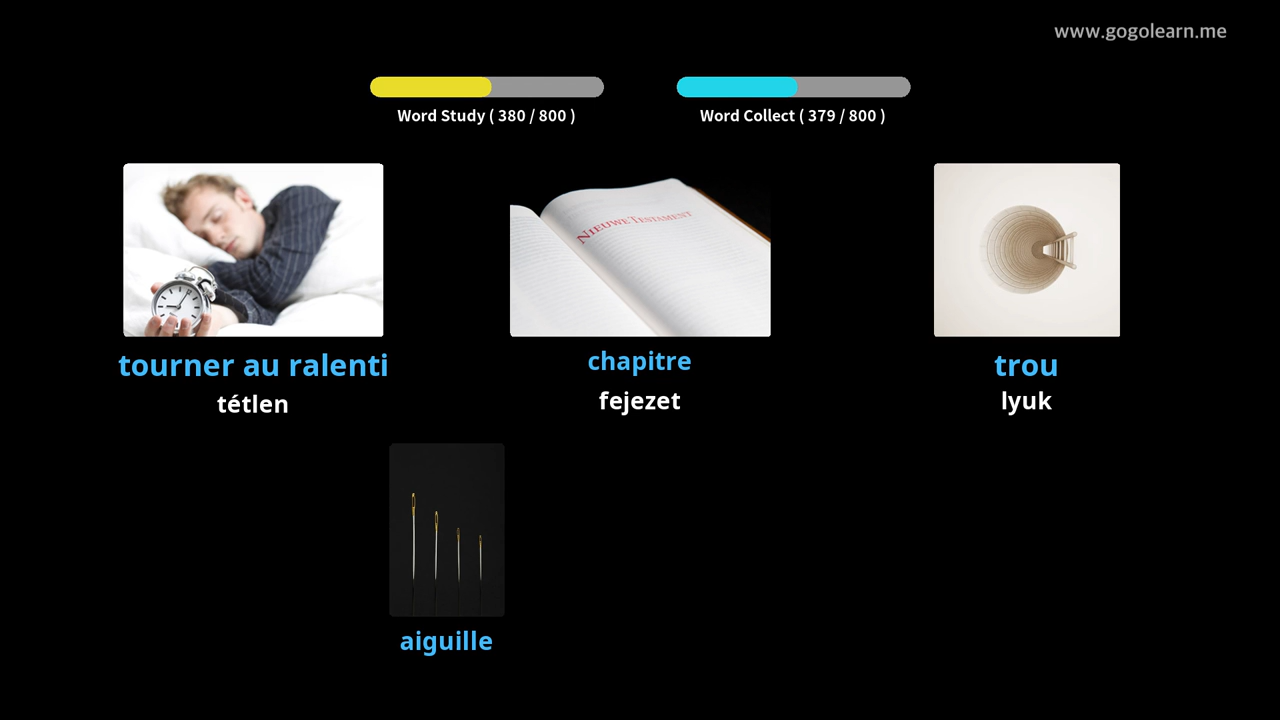 www.gogolearn.me
Word Study ( 380 / 800 )
Word Collect ( 379 / 800 )
NIEUWE TESTAMENT
tourner au ralenti
tétlen
chapitre
fejezet
trou
lyuk
aiguille